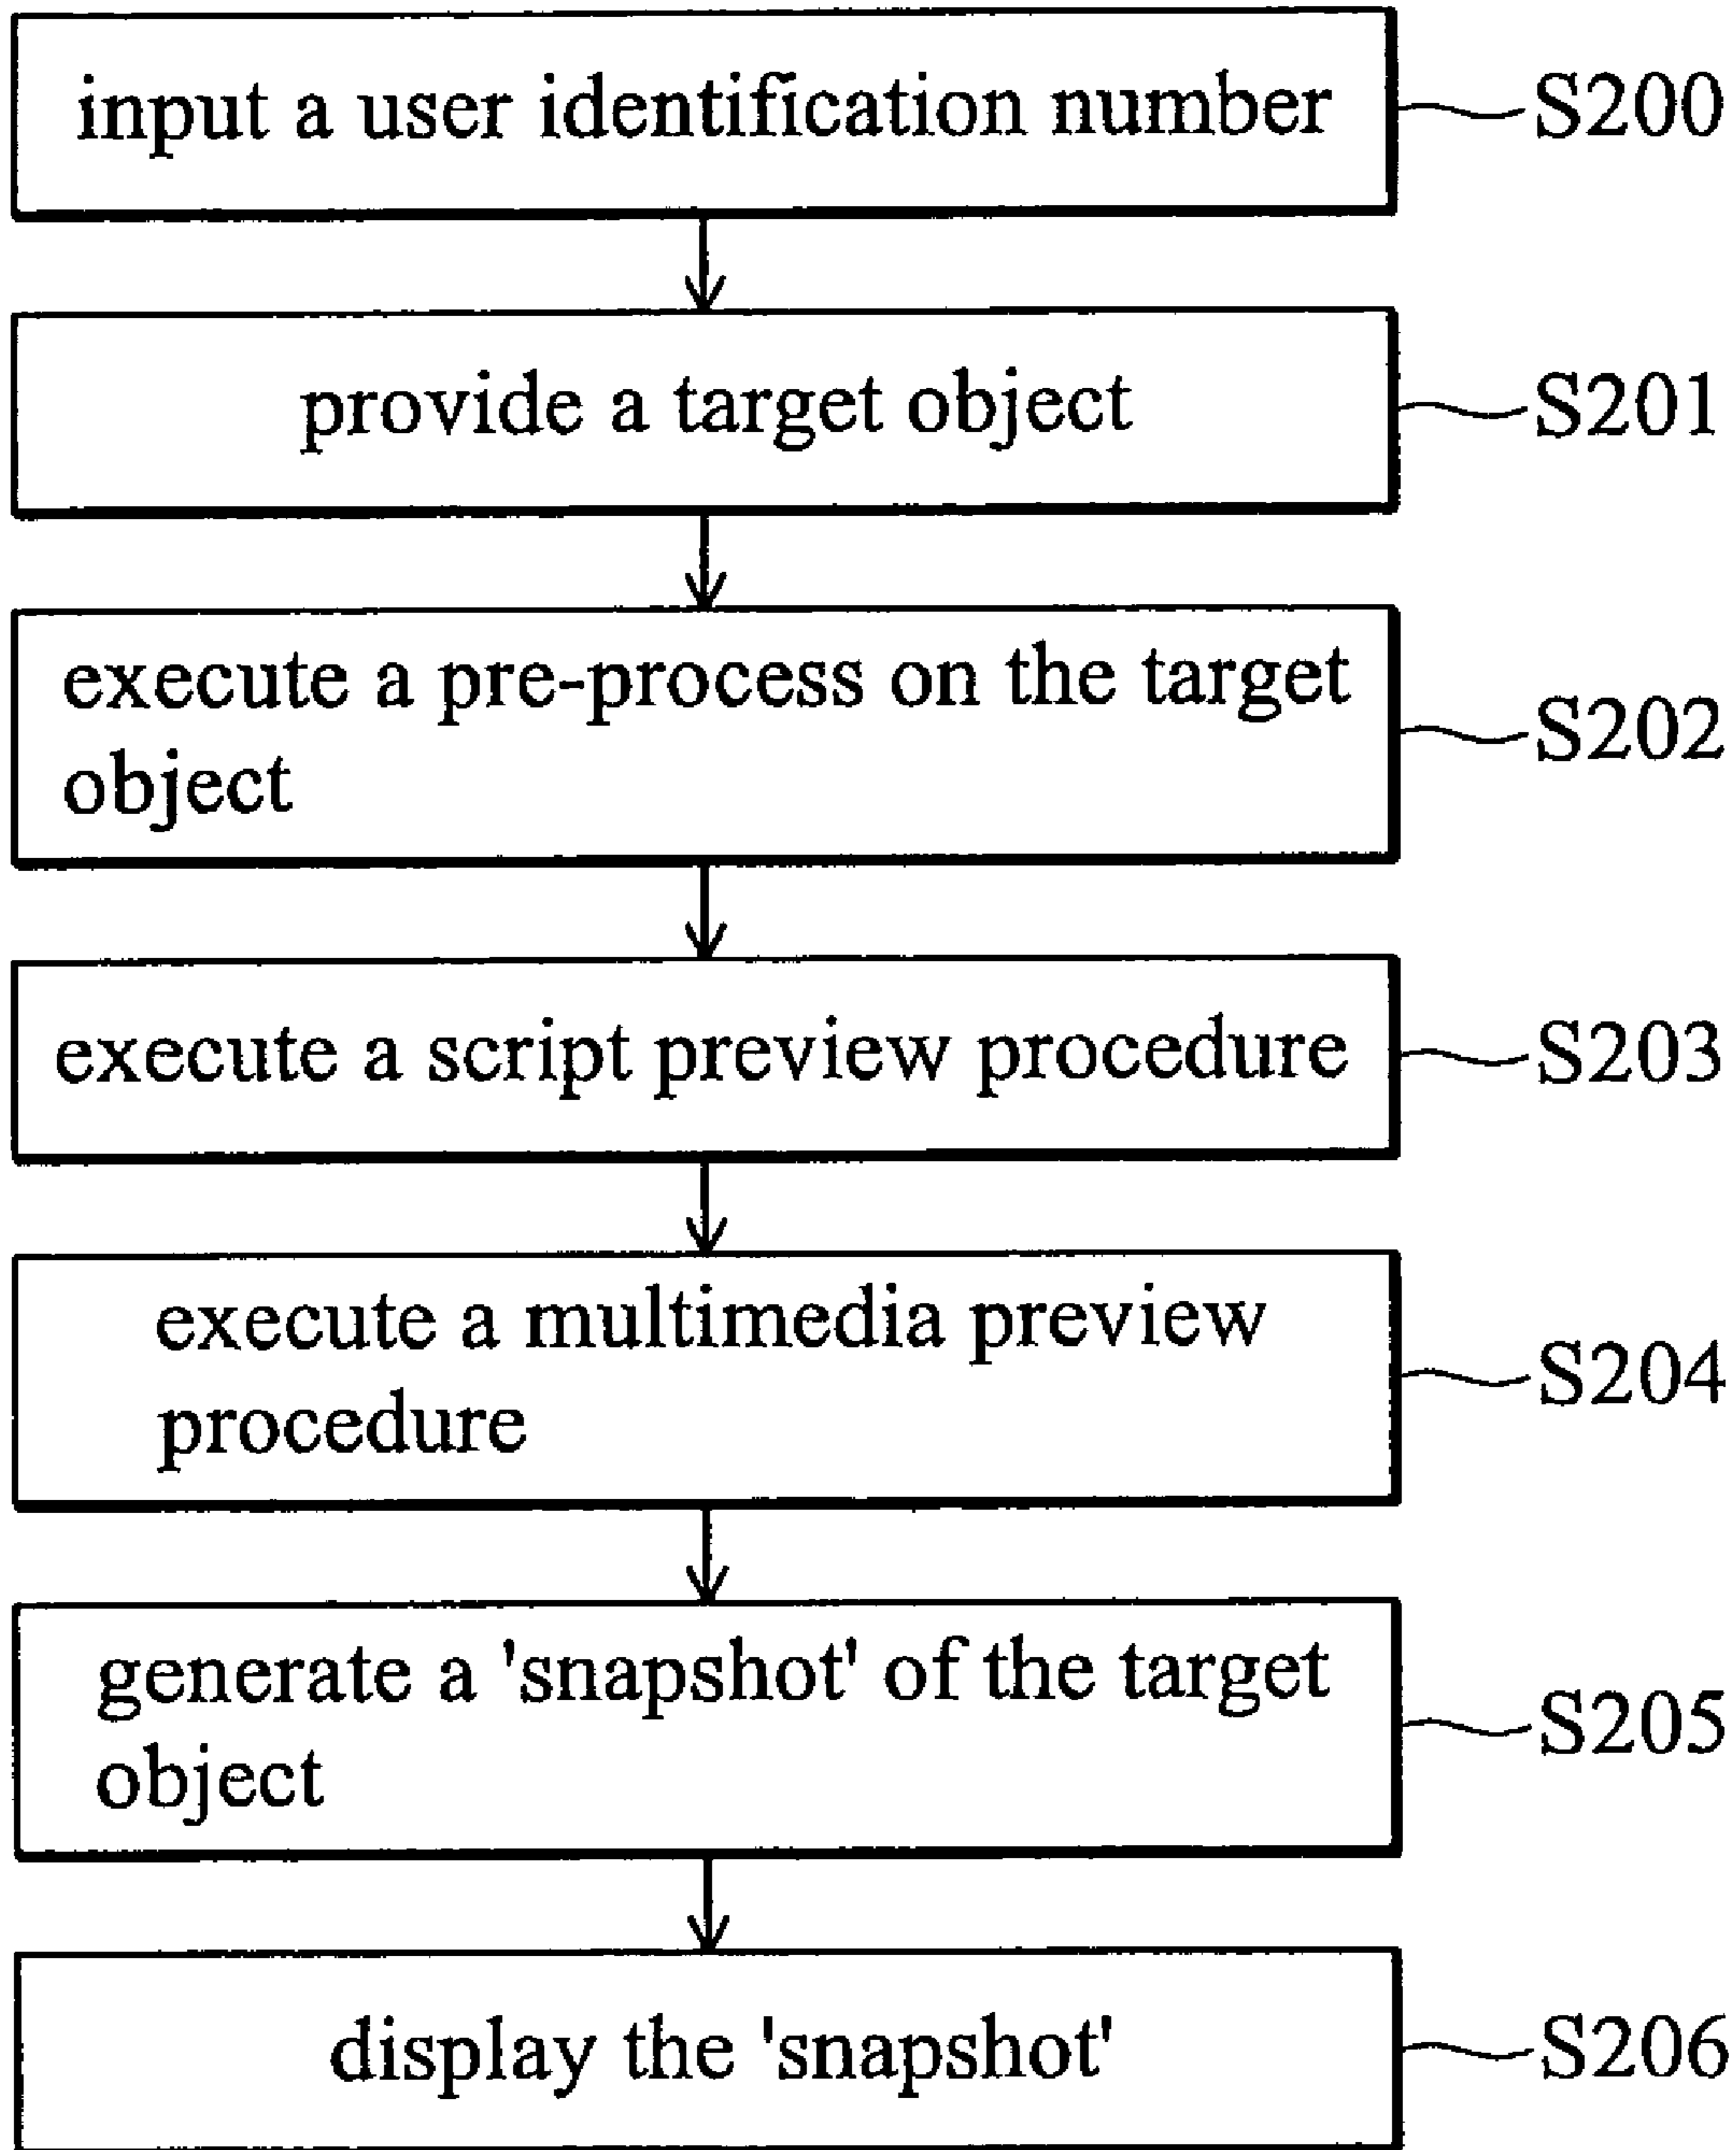 input a user identification number
S200
provide a target object
S201
execute a pre-process on the target
object
S202
execute a script preview procedure
S203
execute a multimedia preview
procedure
S204
generate a 'snapshot' of the target
object
S205
display the 'snapshot'
S206